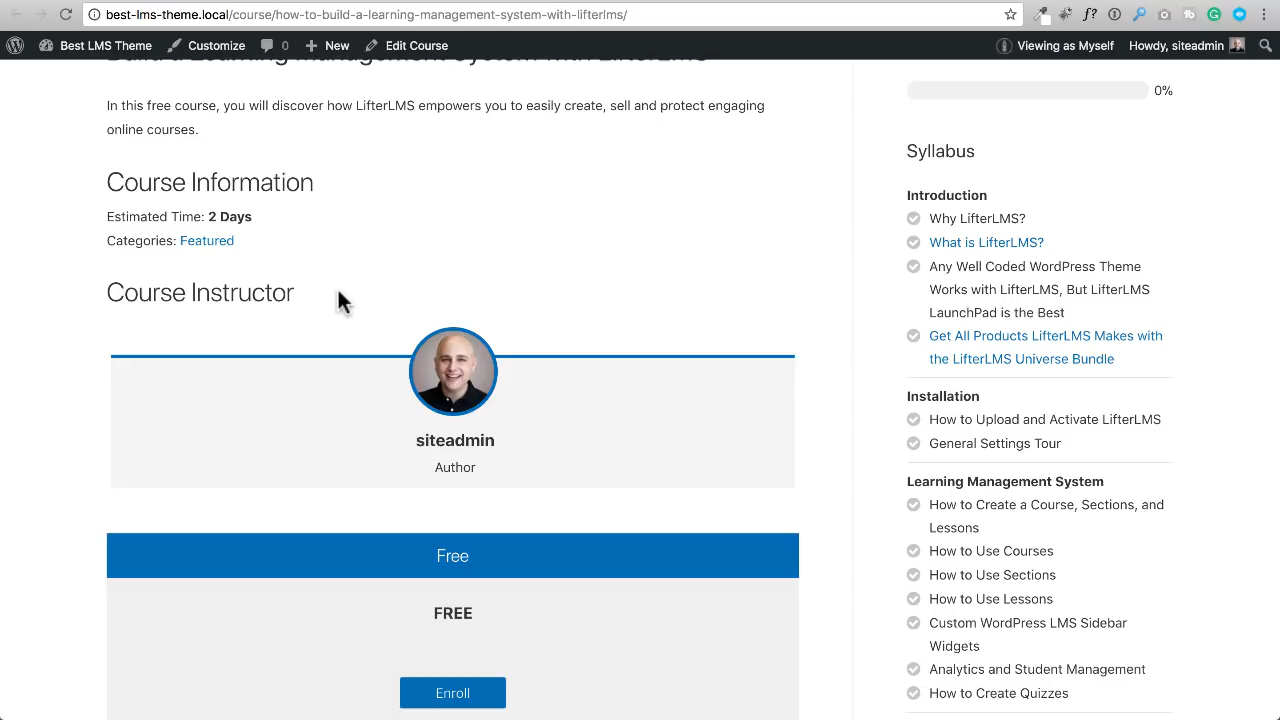 best-lms-theme.local/course/how-to-build-a-learning-management-system-with-lifterlms/
Best LMS Theme Customize 0 New Edit Course Viewing as Myself Howdy, siteadmin
Build a Learning Management System with LifterLMS
In this free course, you will discover how LifterLMS empowers you to easily create, sell and protect engaging
online courses.
Course Information
Estimated Time: 2 Days
Categories: Featured
Course Instructor
siteadmin
Author
Free
FREE
Enroll
0%
Syllabus
Introduction
Why LifterLMS?
What is LifterLMS?
Any Well Coded WordPress Theme
Works with LifterLMS, But LifterLMS
LaunchPad is the Best
Get All Products LifterLMS Makes with
the LifterLMS Universe Bundle
Installation
How to Upload and Activate LifterLMS
General Settings Tour
Learning Management System
How to Create a Course, Sections, and
Lessons
How to Use Courses
How to Use Sections
How to Use Lessons
Custom WordPress LMS Sidebar
Widgets
Analytics and Student Management
How to Create Quizzes